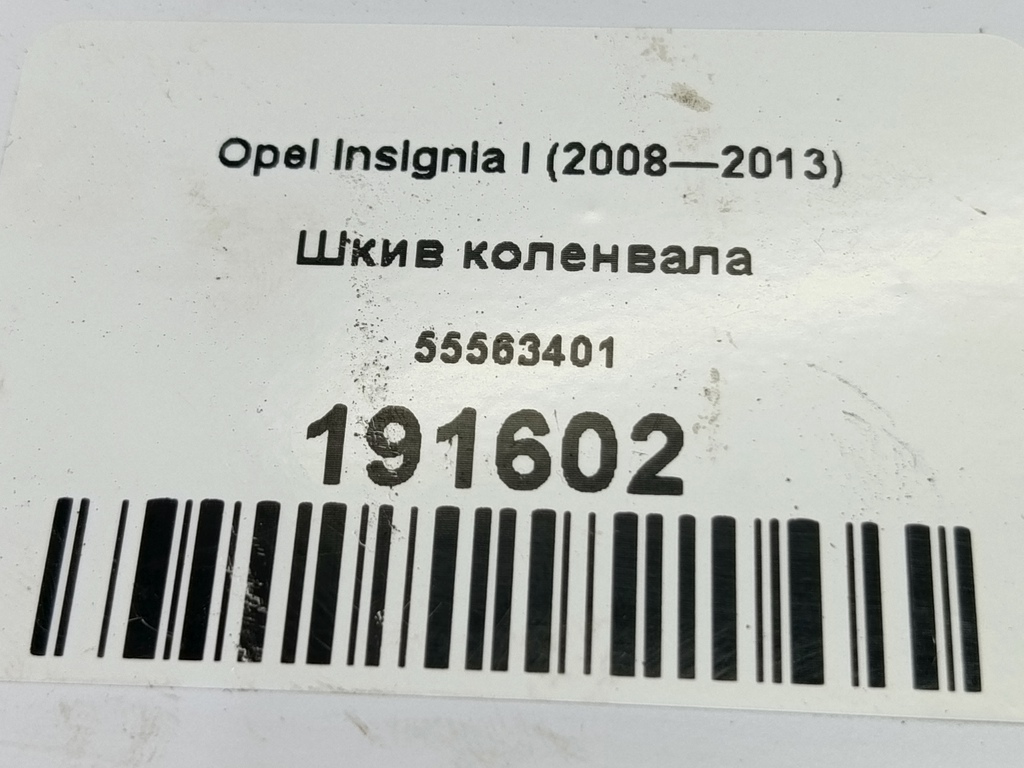 Opel Insignia I (2008—2013)
Шкив коленвала
55563401
191602